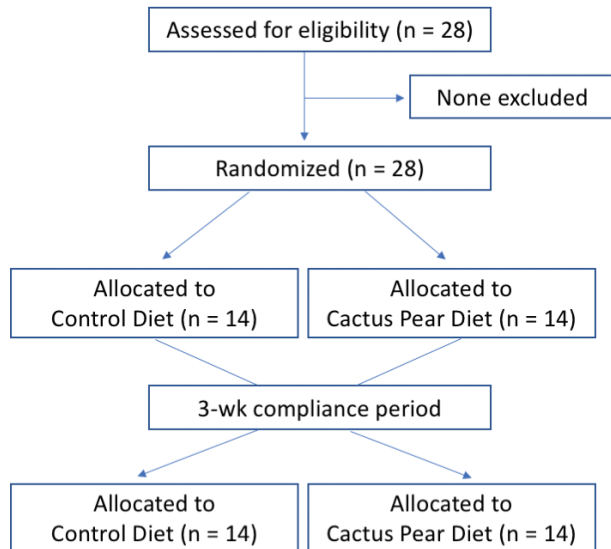 Assessed for eligibility (n = 28)
None excluded
Randomized (n = 28)
Allocated to
Control Diet (n = 14)
Allocated to
Cactus Pear Diet (n = 14)
3-wk compliance period
Allocated to
Control Diet (n = 14)
Allocated to
Cactus Pear Diet (n = 14)